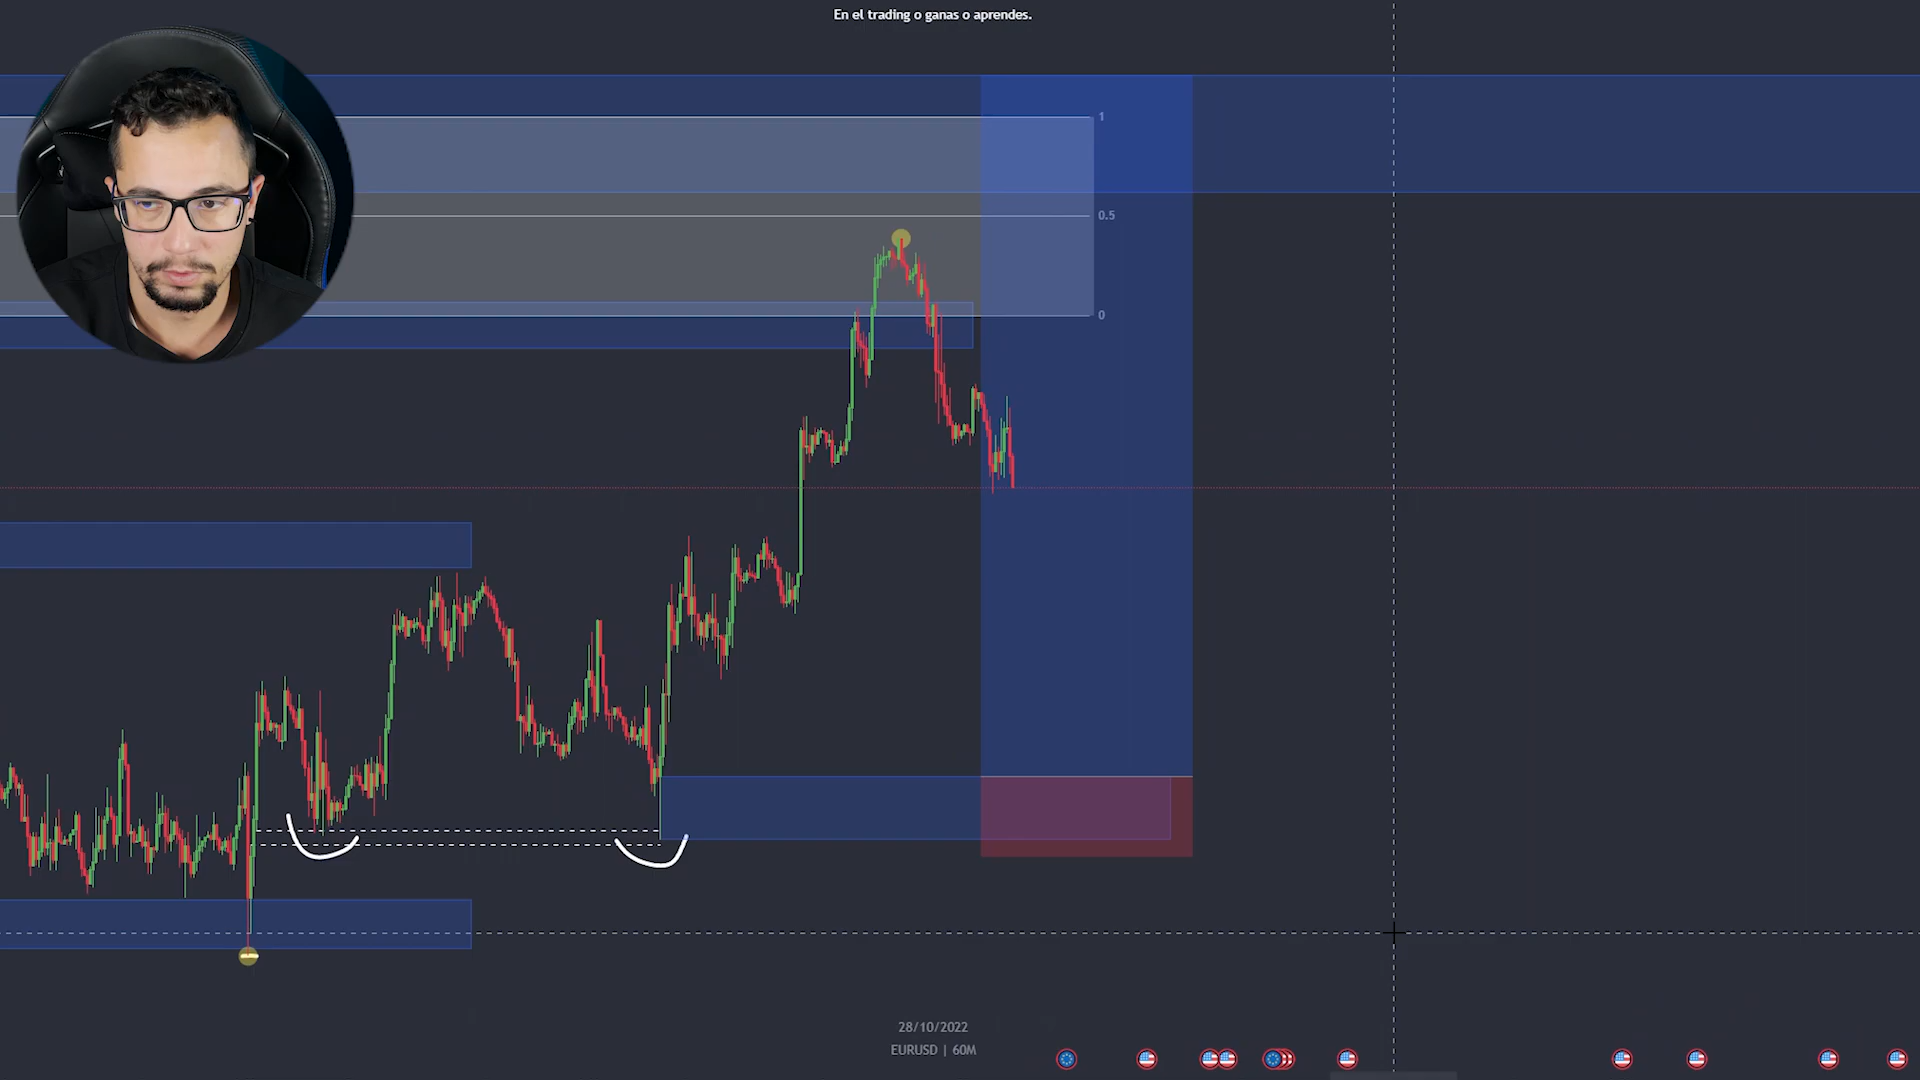 En el trading o ganas o aprendes.
1
0.5
0
28/10/2022
EURUSD | 60M